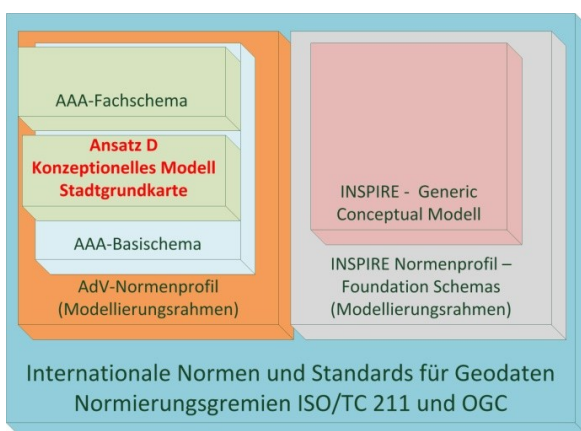 AAA-Fachschema
Ansatz D
Konzeptionelles Modell
Stadtgrundkarte
AAA-Basischema
AdV-Normenprofil
(Modellierungsrahmen)
INSPIRE - Generic
Conceptual Modell
INSPIRE Normenprofil –
Foundation Schemas
(Modellierungsrahmen)
Internationale Normen und Standards für Geodaten
Normierungsgremien ISO/TC 211 und OGC